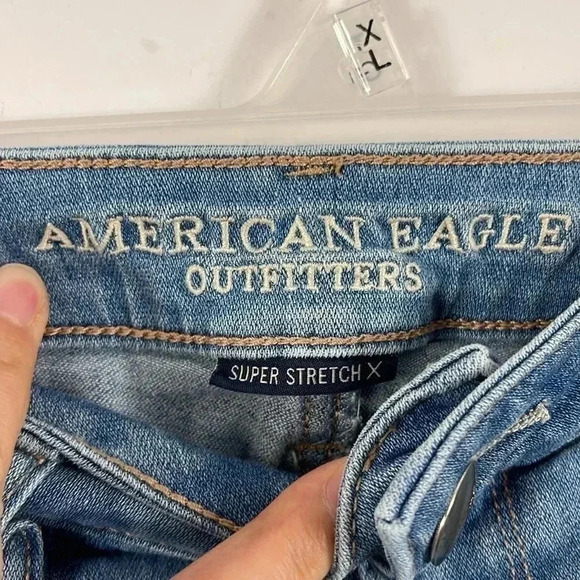 XL
AMERICAN EAGLE
OUTFITTERS
SUPER STRETCH X